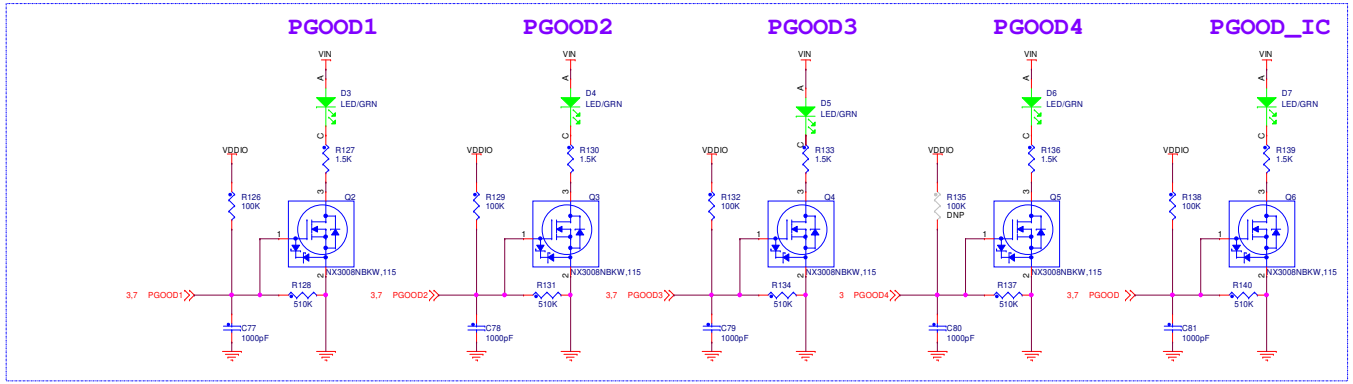 PGOOD1
PGOOD2
PGOOD3
PGOOD4
PGOOD_IC
VIN
A
D3
LED/GRN
C
R127
1.5K
VDDIO
R126
100K
3
Q2
1
2
NX3008NBKW,115
3,7 PGOOD1
R128
510K
C77
1000pF
VIN
A
D4
LED/GRN
C
R130
1.5K
VDDIO
R129
100K
3
Q3
1
2
NX3008NBKW,115
3,7 PGOOD2
R131
510K
C78
1000pF
VIN
A
D5
LED/GRN
C
R133
1.5K
VDDIO
R132
100K
3
Q4
1
2
NX3008NBKW,115
3,7 PGOOD3
R134
510K
C79
1000pF
VIN
A
D6
LED/GRN
C
R136
1.5K
VDDIO
R135
100K
DNP
3
Q5
1
2
NX3008NBKW,115
3 PGOOD4
R137
510K
C80
1000pF
VIN
A
D7
LED/GRN
C
R139
1.5K
VDDIO
R138
100K
3
Q6
1
2
NX3008NBKW,115
3,7 PGOOD
R140
510K
C81
1000pF